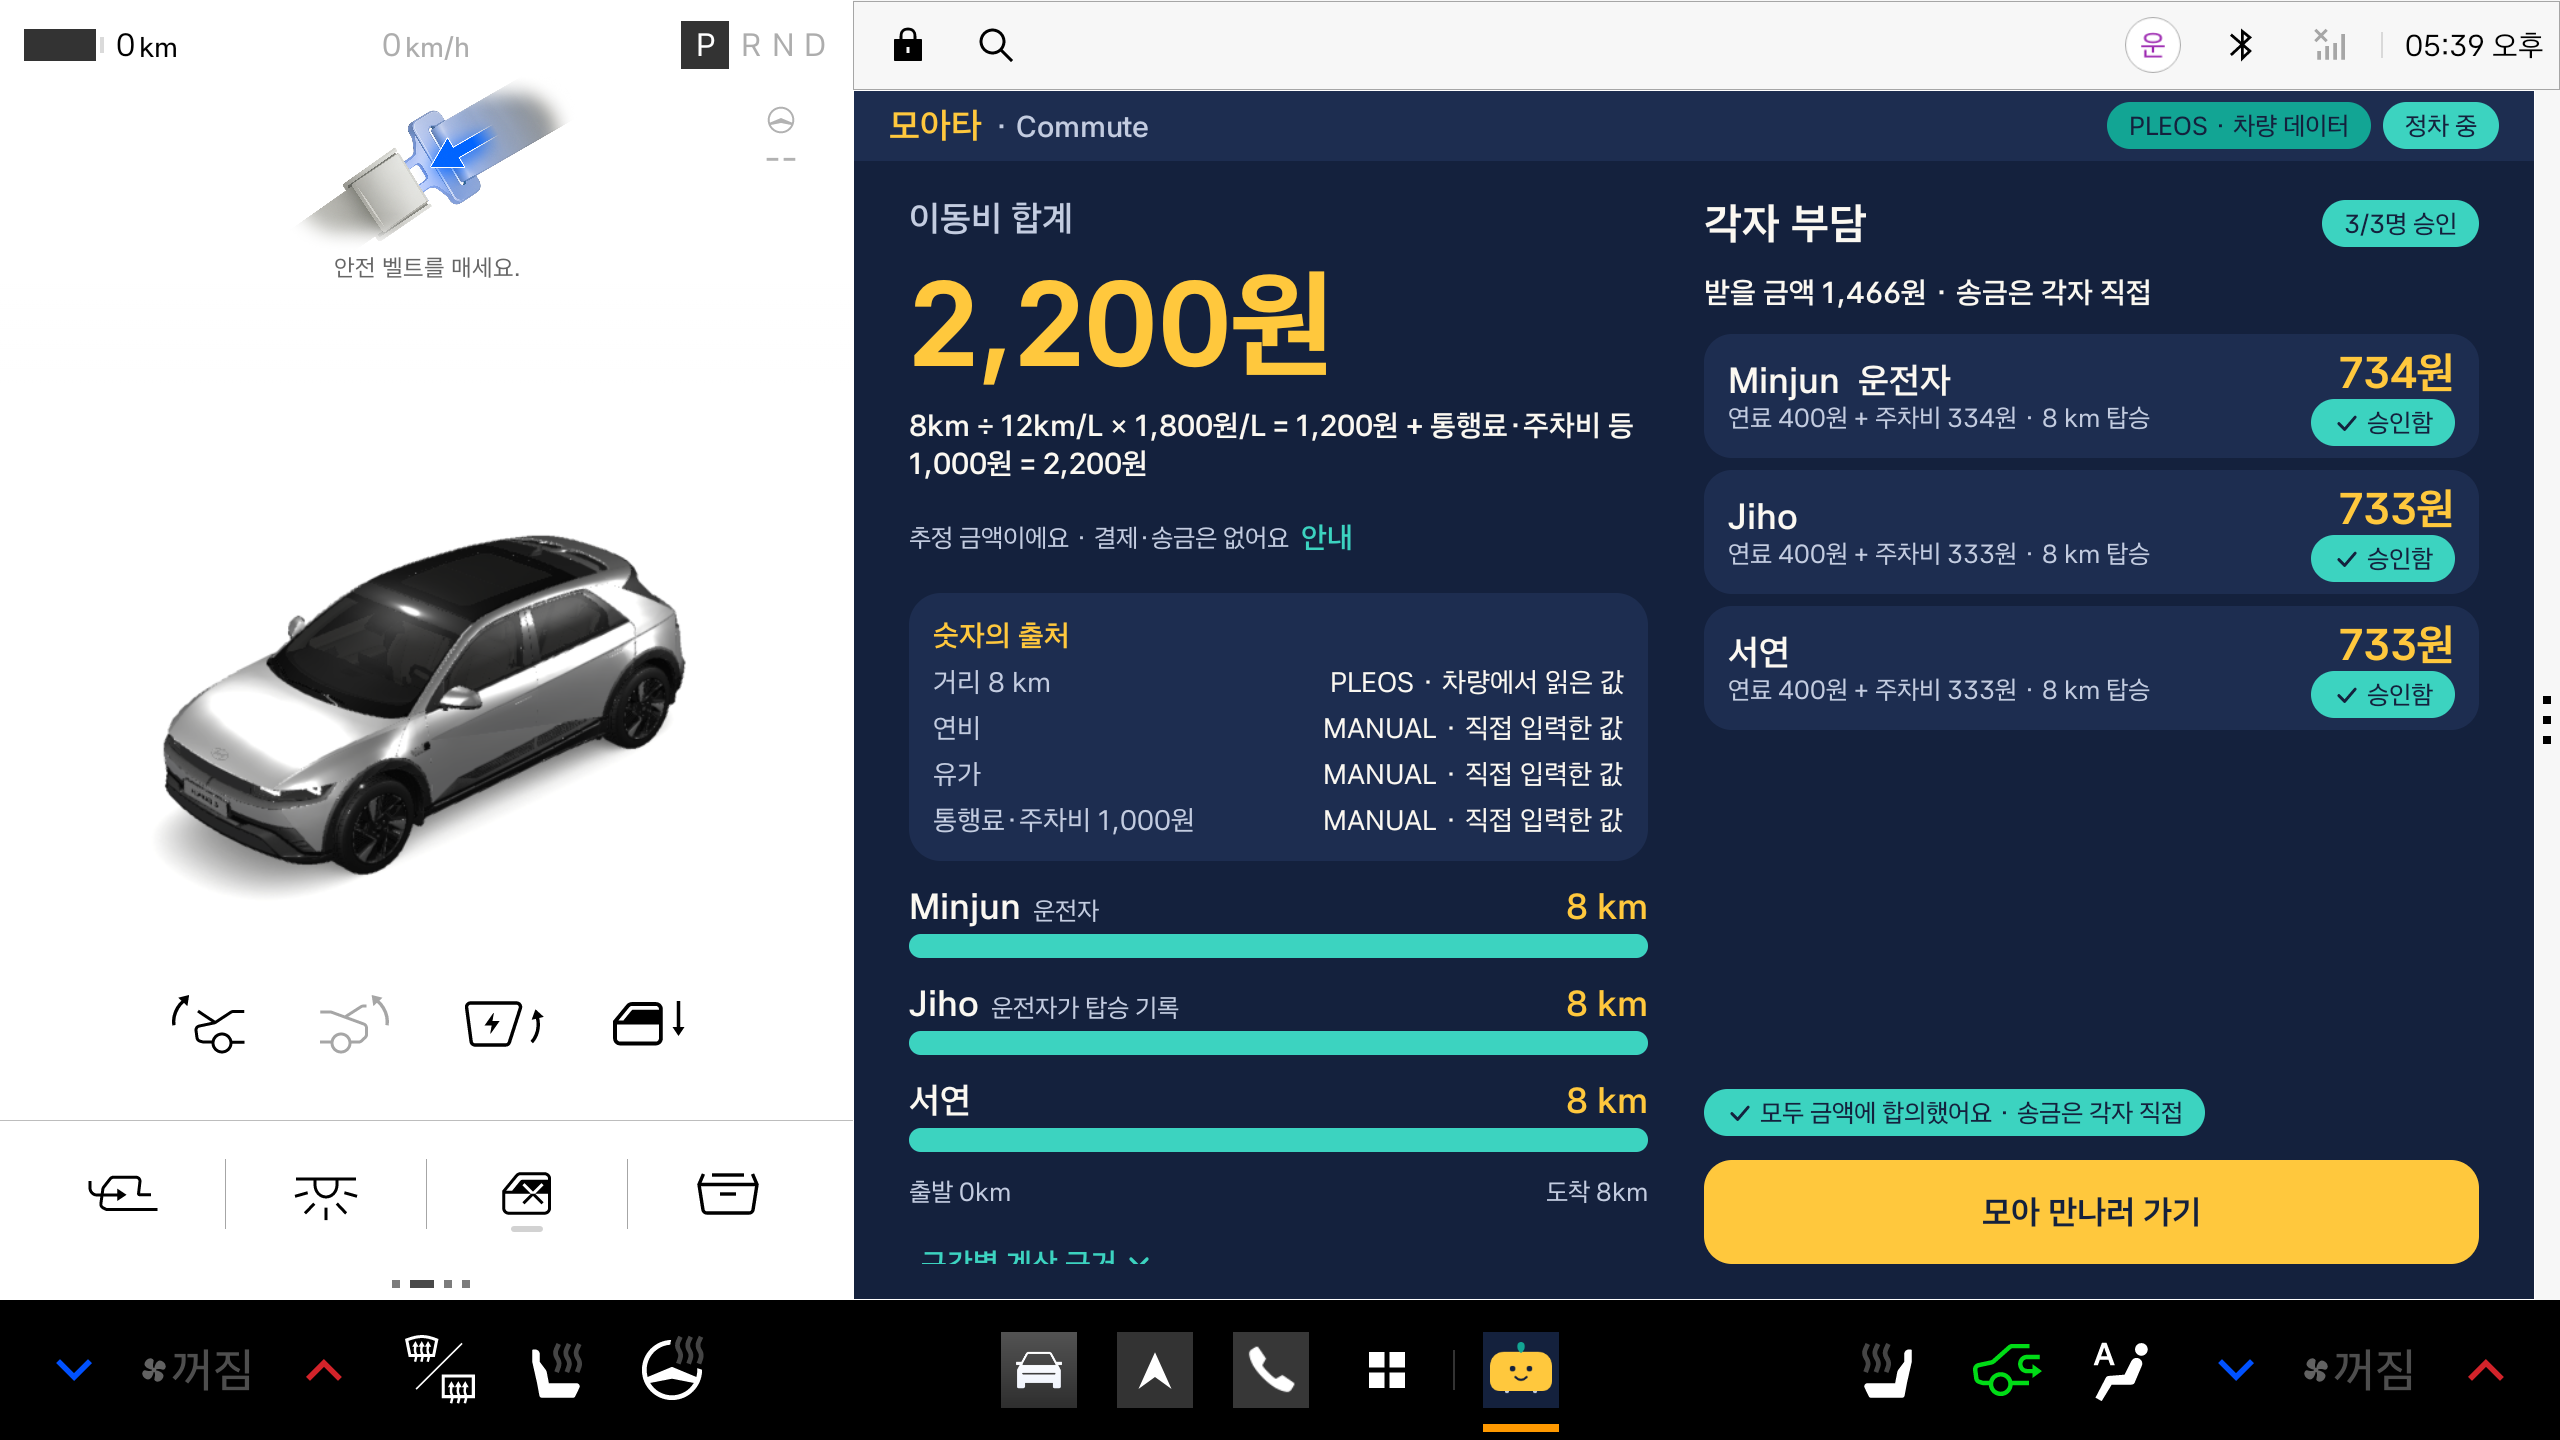 0 km
0 km/h
P R N D
안전 벨트를 매세요.
운
05:39 오후
모아타 · Commute
PLEOS · 차량 데이터
정차 중
이동비 합계
2,200원
8km ÷ 12km/L × 1,800원/L = 1,200원 + 통행료·주차비 등
1,000원 = 2,200원
추정 금액이에요 · 결제·송금은 없어요 안내
숫자의 출처
거리 8 km PLEOS · 차량에서 읽은 값
연비 MANUAL · 직접 입력한 값
유가 MANUAL · 직접 입력한 값
통행료·주차비 1,000원 MANUAL · 직접 입력한 값
Minjun 운전자 8 km
Jiho 운전자가 탑승 기록 8 km
서연 8 km
출발 0km 도착 8km
구간별 계산 근거
각자 부담
3/3명 승인
받을 금액 1,466원 · 송금은 각자 직접
Minjun 운전자 734원
연료 400원 + 주차비 334원 · 8 km 탑승
✓ 승인함
Jiho 733원
연료 400원 + 주차비 333원 · 8 km 탑승
✓ 승인함
서연 733원
연료 400원 + 주차비 333원 · 8 km 탑승
✓ 승인함
✓ 모두 금액에 합의했어요 · 송금은 각자 직접
모아 만나러 가기
꺼짐
A
꺼짐